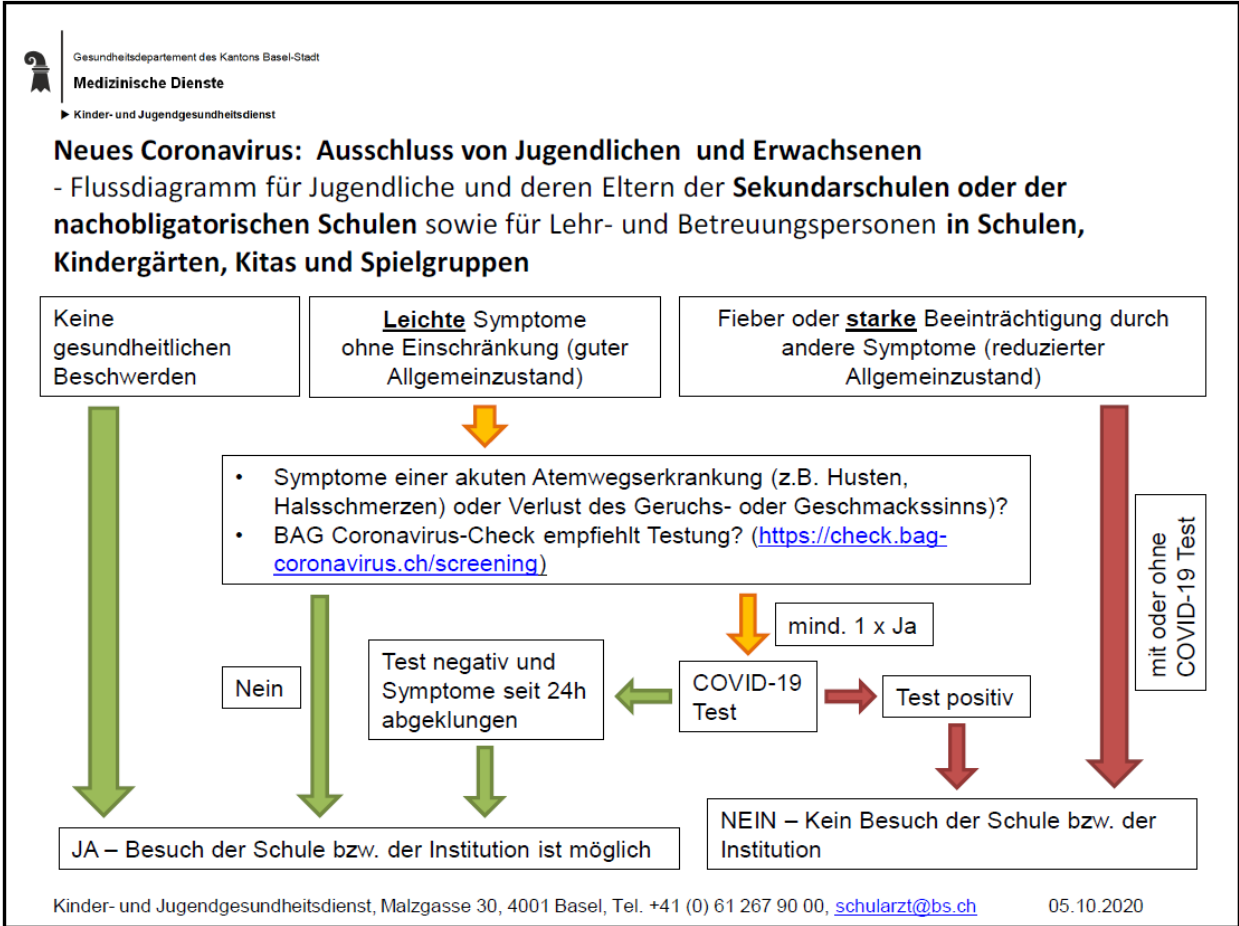 Gesundheitsdepartement des Kantons Basel-Stadt
Medizinische Dienste
▶ Kinder- und Jugendgesundheitsdienst
Neues Coronavirus: Ausschluss von Jugendlichen und Erwachsenen
- Flussdiagramm für Jugendliche und deren Eltern der Sekundarschulen oder der
nachobligatorischen Schulen sowie für Lehr- und Betreuungspersonen in Schulen,
Kindergärten, Kitas und Spielgruppen
Keine
gesundheitlichen
Beschwerden
Leichte Symptome
ohne Einschränkung (guter
Allgemeinzustand)
Fieber oder starke Beeinträchtigung durch
andere Symptome (reduzierter
Allgemeinzustand)
• Symptome einer akuten Atemwegserkrankung (z.B. Husten,
Halsschmerzen) oder Verlust des Geruchs- oder Geschmackssinns)?
• BAG Coronavirus-Check empfiehlt Testung? (https://check.bag-
coronavirus.ch/screening)
mit oder ohne
COVID-19 Test
mind. 1 x Ja
Nein
Test negativ und
Symptome seit 24h
abgeklungen
COVID-19
Test
Test positiv
JA – Besuch der Schule bzw. der Institution ist möglich
NEIN – Kein Besuch der Schule bzw. der
Institution
Kinder- und Jugendgesundheitsdienst, Malzgasse 30, 4001 Basel, Tel. +41 (0) 61 267 90 00, schularzt@bs.ch 05.10.2020